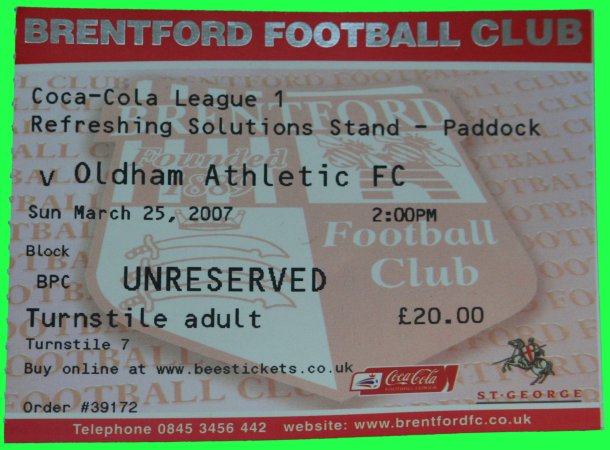 BRENTFORD FOOTBALL CLUB
Coca-Cola League 1
Refreshing Solutions Stand - Paddock
v Oldham Athletic FC
Sun March 25, 2007 2:00PM
Block
BPC UNRESERVED
Turnstile adult £20.00
Turnstile 7
Buy online at www.beestickets.co.uk
Order #39172
BRENTFORD
Founded
1889
Football
Club
Coca-Cola
ST-GEORGE
Telephone 0845 3456 442 website: www.brentfordfc.co.uk